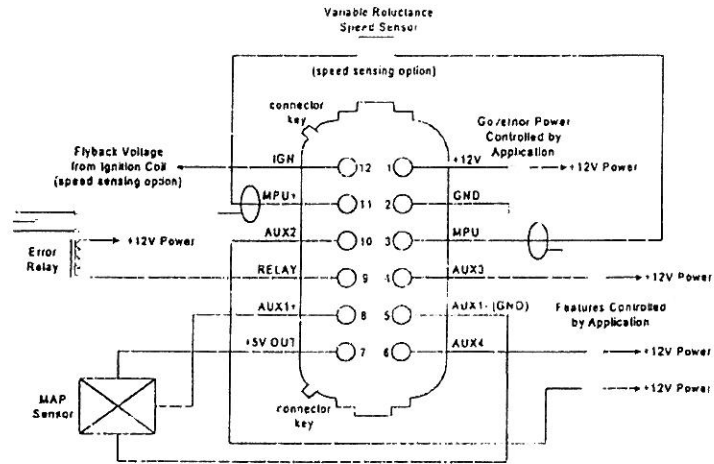 Variable Reluctance
Speed Sensor
(speed sensing option)
connector
key
Governor Power
Controlled by
Application
Flyback Voltage
from Ignition Coil
(speed sensing option)
IGN
12
1
+12V
+12V Power
MPU+
11
2
GND
AUX2
10
3
MPU
Error
Relay
+12V Power
RELAY
9
4
AUX3
+12V Power
AUX1+
8
5
AUX1- (GND)
Features Controlled
by Application
+5V OUT
7
6
AUX4
+12V Power
+12V Power
MAP
Sensor
connector
key